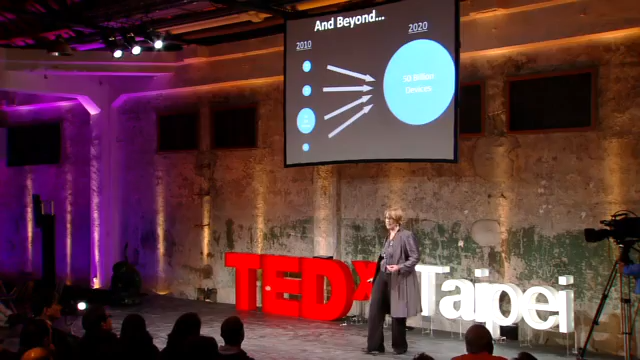 And Beyond...
2010
2020
50 Billion
Devices
TEDx Taipei